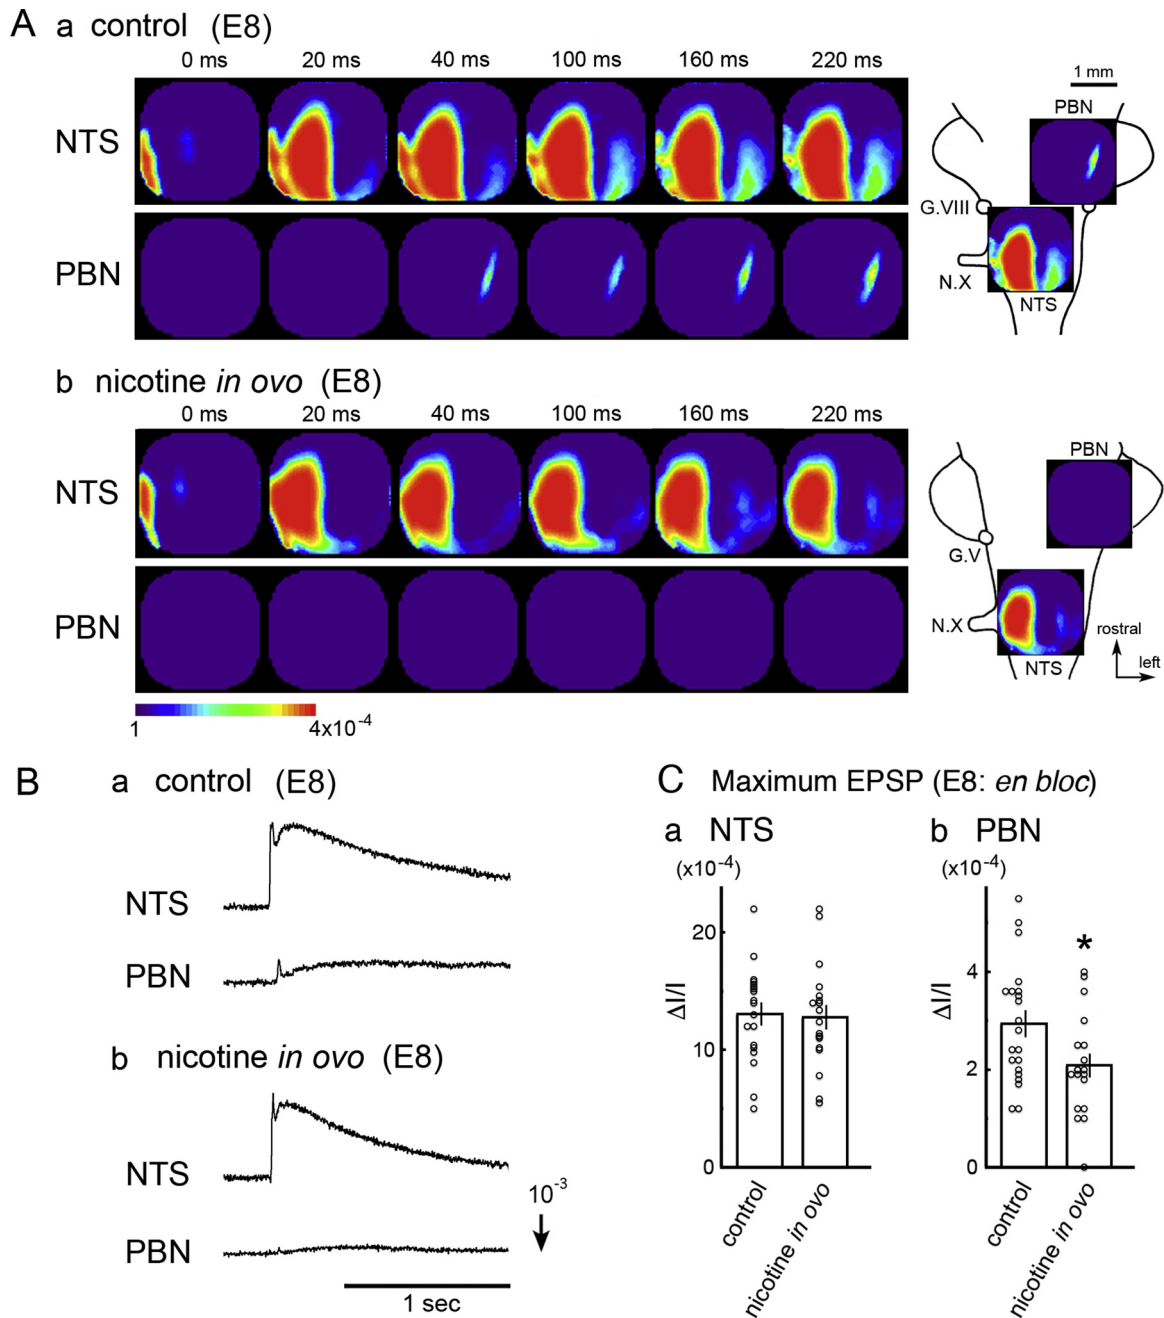 A a control (E8)
0 ms 20 ms 40 ms 100 ms 160 ms 220 ms
NTS
PBN
1 mm
PBN
G.VIII
N.X
NTS
b nicotine in ovo (E8)
0 ms 20 ms 40 ms 100 ms 160 ms 220 ms
NTS
PBN
1 4x10-4
PBN
G.V
N.X
rostral
left
NTS
B a control (E8)
NTS
PBN
b nicotine in ovo (E8)
NTS
PBN
10-3
1 sec
C Maximum EPSP (E8: en bloc)
a NTS
(x10-4)
ΔI/I
20
10
0
control
nicotine in ovo
b PBN
(x10-4)
ΔI/I
*
4
2
0
control
nicotine in ovo